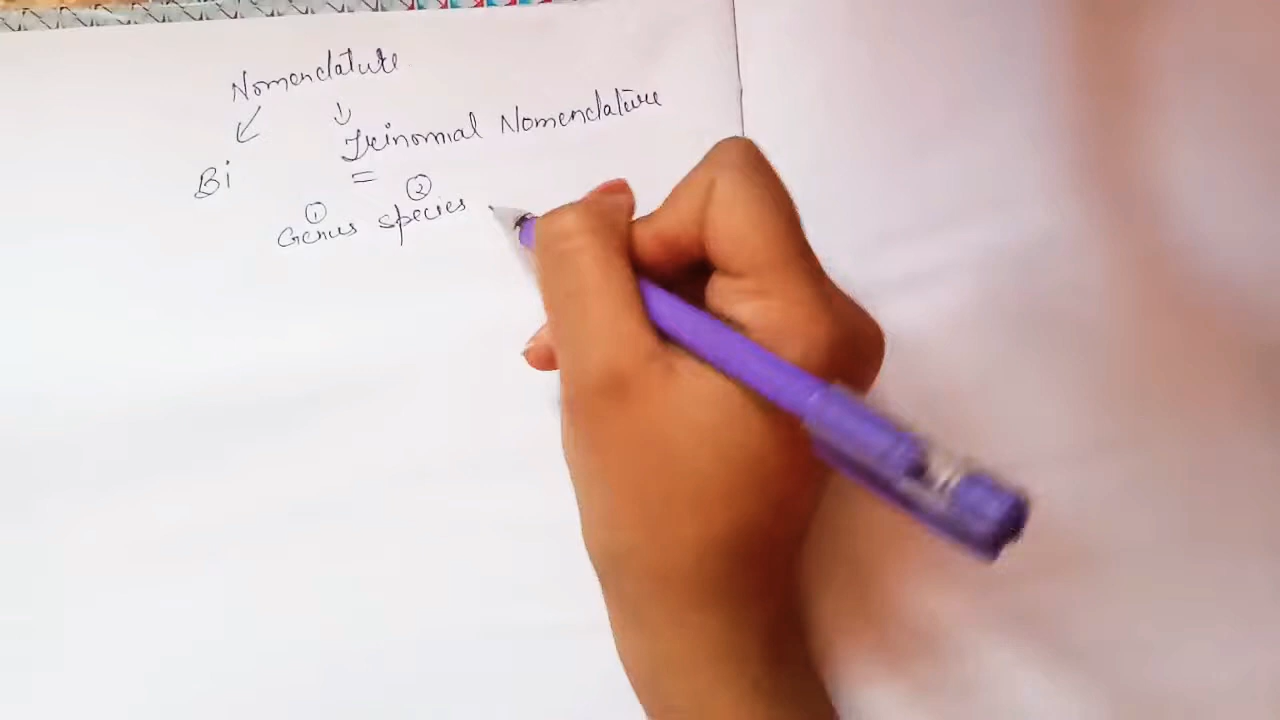 Nomenclature
Trinomial Nomenclature
Bi
① ②
Genus species